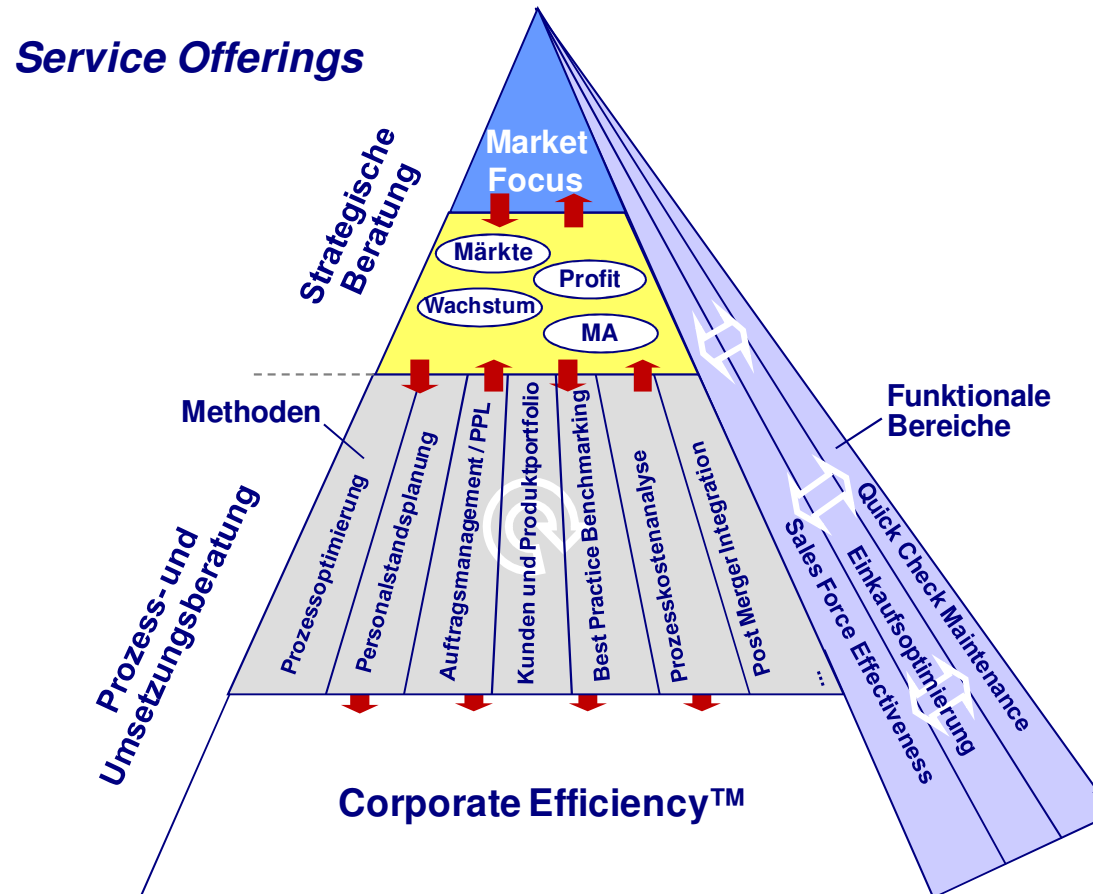 Service Offerings
Strategische
Beratung
Market
Focus
Märkte
Profit
Wachstum
MA
Methoden
Funktionale
Bereiche
Prozess- und
Umsetzungsberatung
Prozessoptimierung
Personalstandsplanung
Auftragsmanagement / PPL
Kunden und Produktportfolio
Best Practice Benchmarking
Prozesskostenanalyse
Post Merger Integration
...
Sales Force Effectiveness
Einkaufsoptimierung
Quick Check Maintenance
Corporate Efficiency™